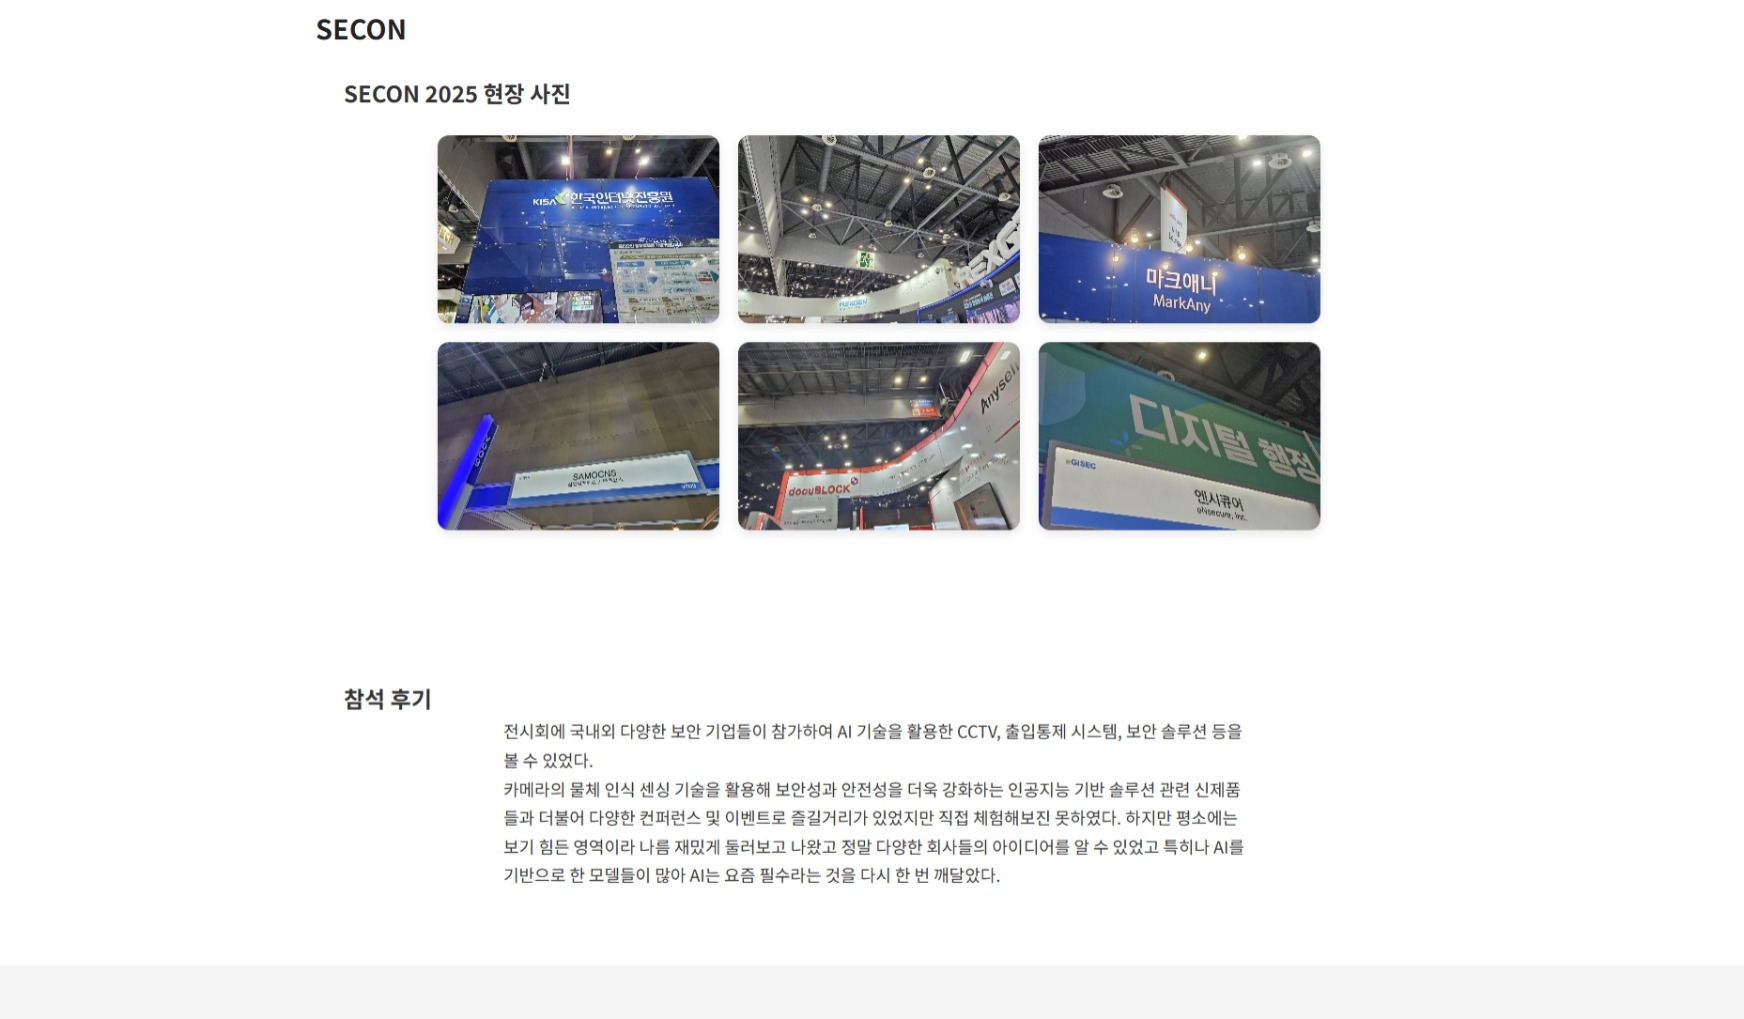 SECON
SECON 2025 현장 사진
KISA 한국인터넷진흥원
마크애니
MarkAny
SAMOCNS
docuBLOCK
Anysell
디지털 행정
eGISEC
엔시큐어
참석 후기
전시회에 국내외 다양한 보안 기업들이 참가하여 AI 기술을 활용한 CCTV, 출입통제 시스템, 보안 솔루션 등을
볼 수 있었다.
카메라의 물체 인식 센싱 기술을 활용해 보안성과 안전성을 더욱 강화하는 인공지능 기반 솔루션 관련 신제품
들과 더불어 다양한 컨퍼런스 및 이벤트로 즐길거리가 있었지만 직접 체험해보진 못하였다. 하지만 평소에는
보기 힘든 영역이라 나름 재밌게 둘러보고 나왔고 정말 다양한 회사들의 아이디어를 알 수 있었고 특히나 AI를
기반으로 한 모델들이 많아 AI는 요즘 필수라는 것을 다시 한 번 깨달았다.